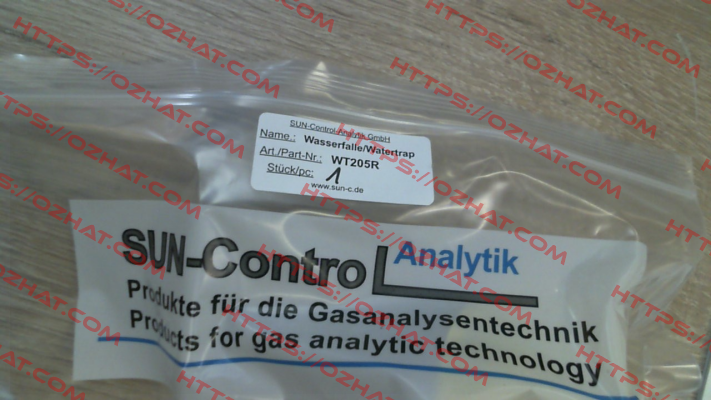 SUN-Control Analytik GmbH
Name.: Wasserfalle/Watertrap
Art./Part-Nr.: WT205R
Stück/pc: 1
www.sun-c.de
SUN-Control Analytik
Produkte für die Gasanalysentechnik
Products for gas analytic technology
HTTPS://OZHAT.COM